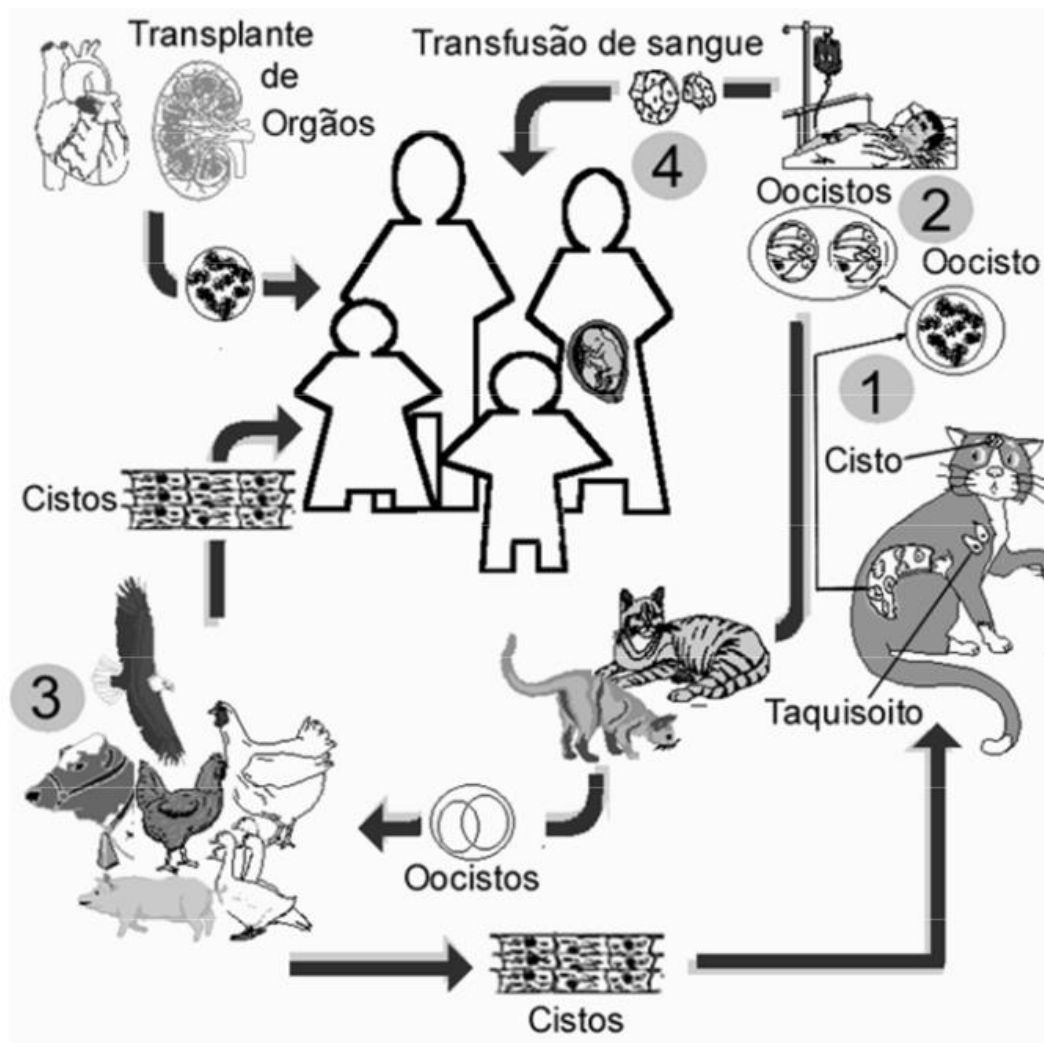 Transplante
de
Orgãos
Transfusão de sangue
4
Oocistos
2
Oocisto
1
Cisto
Cistos
3
Taquisoito
Oocistos
Cistos